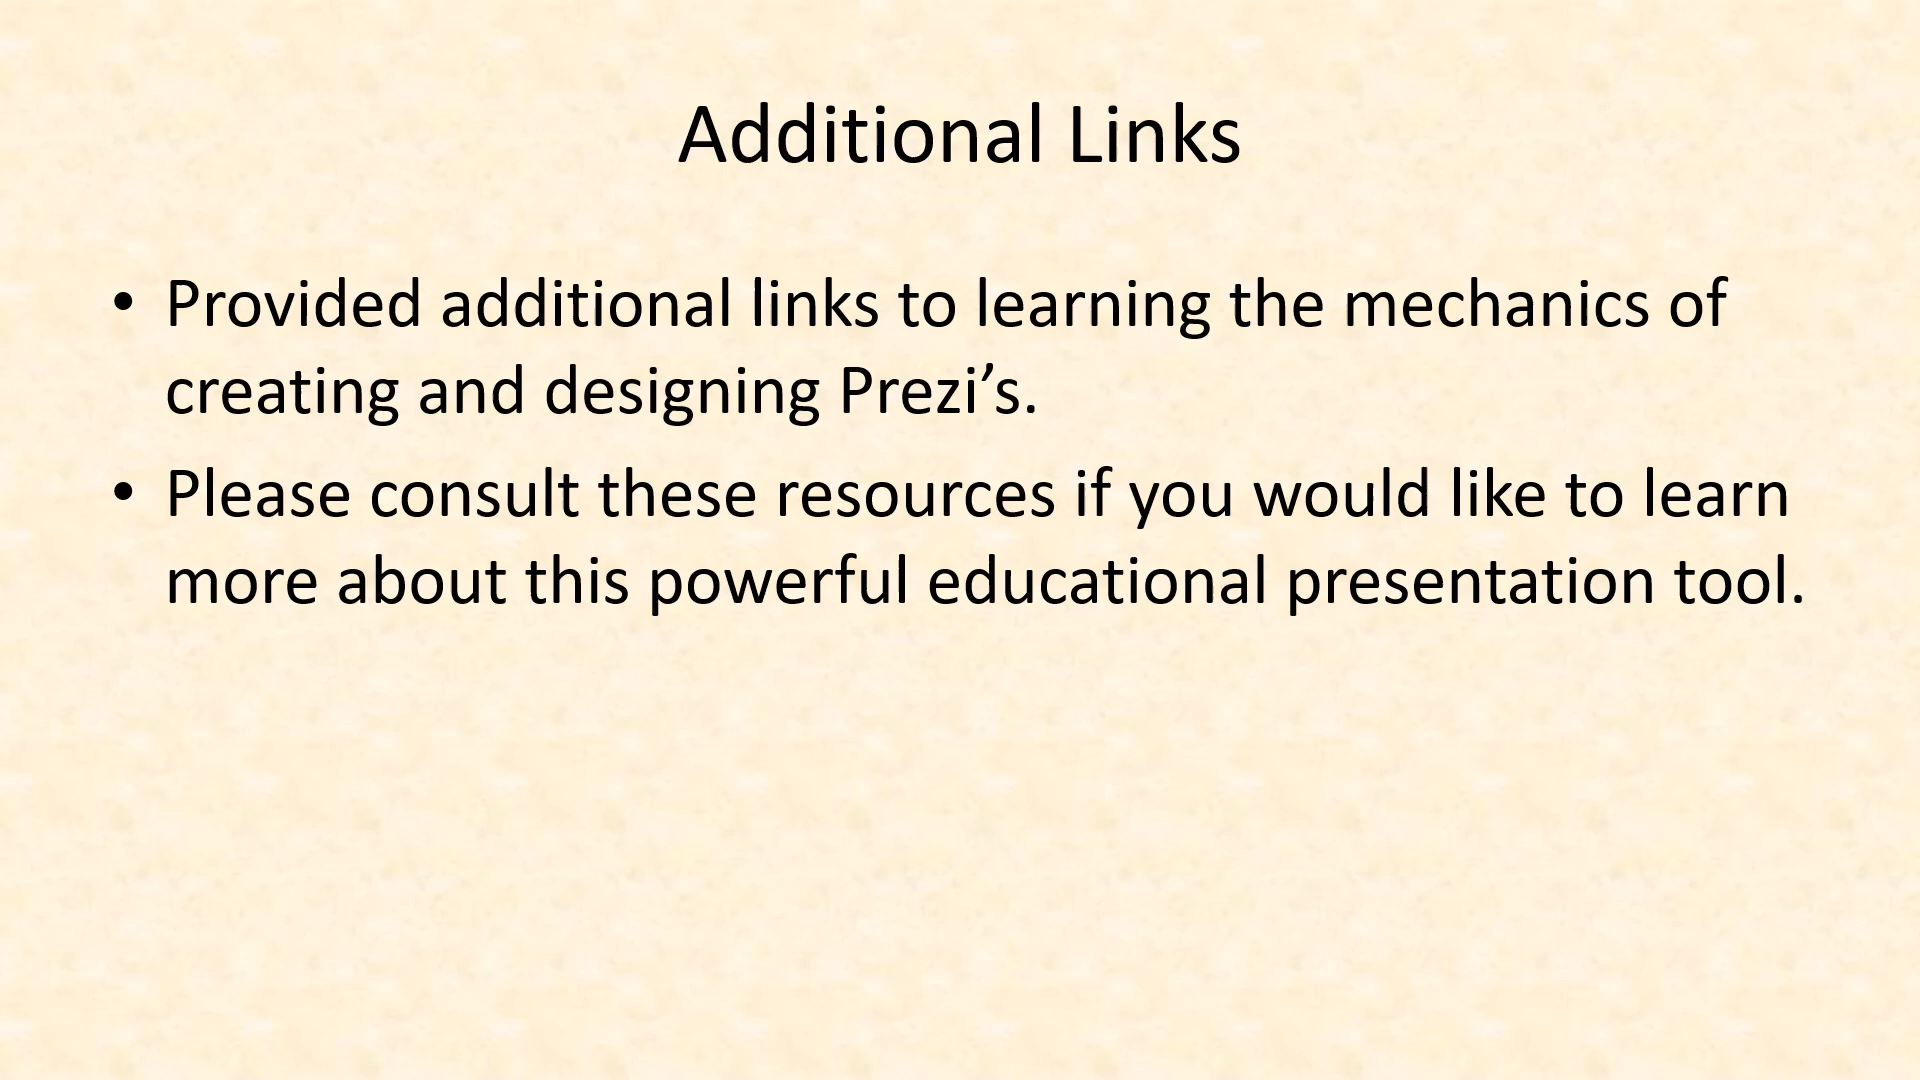 Additional Links
• Provided additional links to learning the mechanics of
creating and designing Prezi’s.
• Please consult these resources if you would like to learn
more about this powerful educational presentation tool.